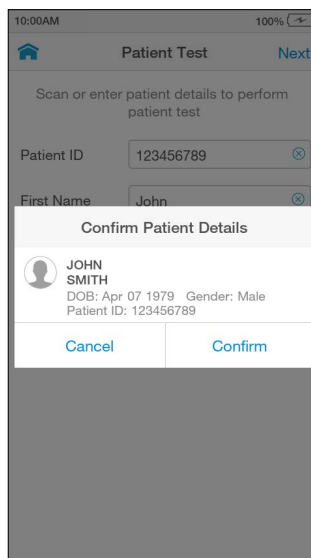 10:00AM 100%
Patient Test Next
Scan or enter patient details to perform
patient test
Patient ID 123456789
First Name John
Confirm Patient Details
JOHN
SMITH
DOB: Apr 07 1979 Gender: Male
Patient ID: 123456789
Cancel Confirm